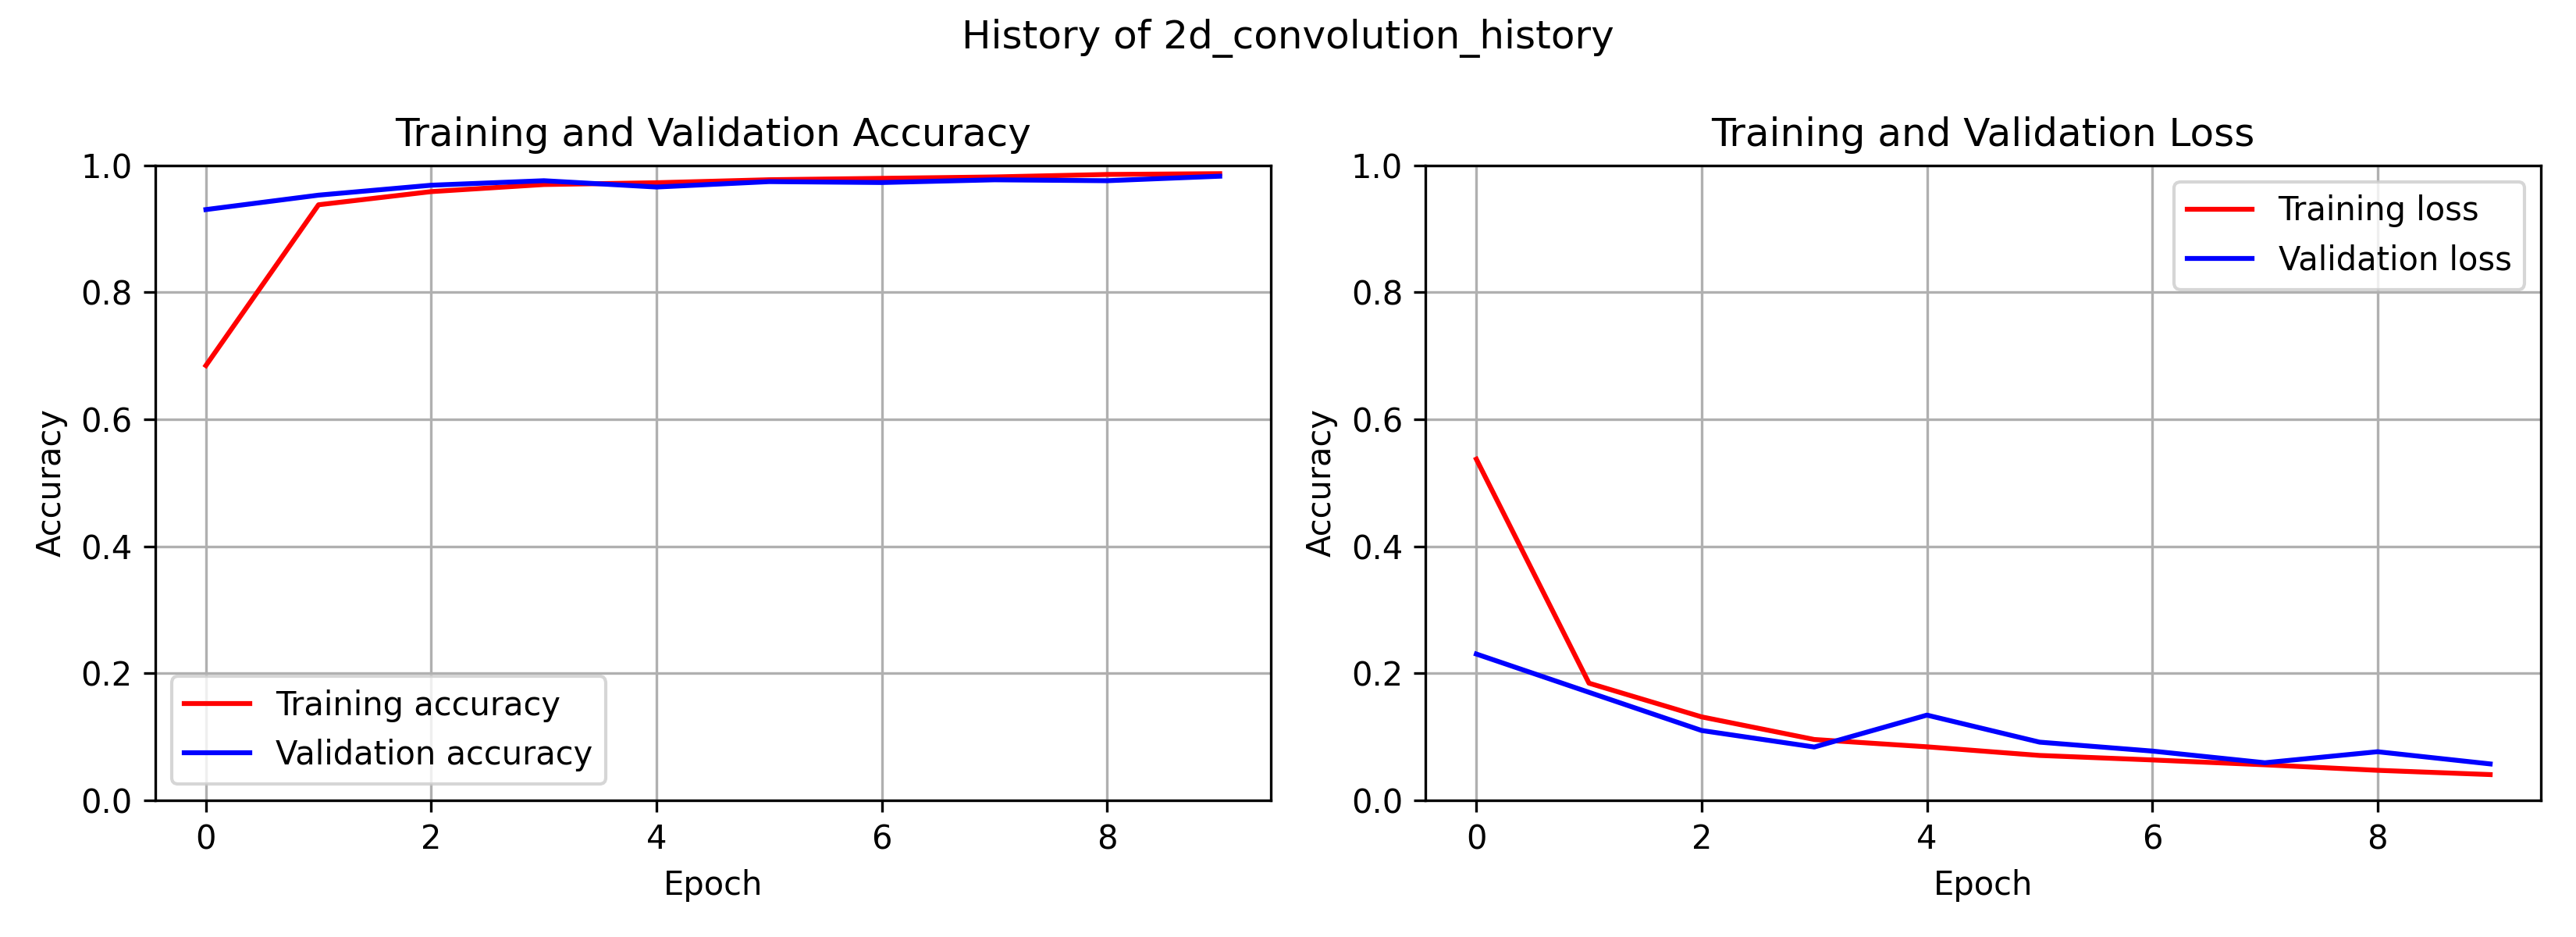 History of 2d_convolution_history
Training and Validation Accuracy
1.0
0.8
0.6
0.4
0.2
0.0
Accuracy
Training accuracy
Validation accuracy
0 2 4 6 8
Epoch
Training and Validation Loss
1.0
0.8
0.6
0.4
0.2
0.0
Accuracy
Training loss
Validation loss
0 2 4 6 8
Epoch